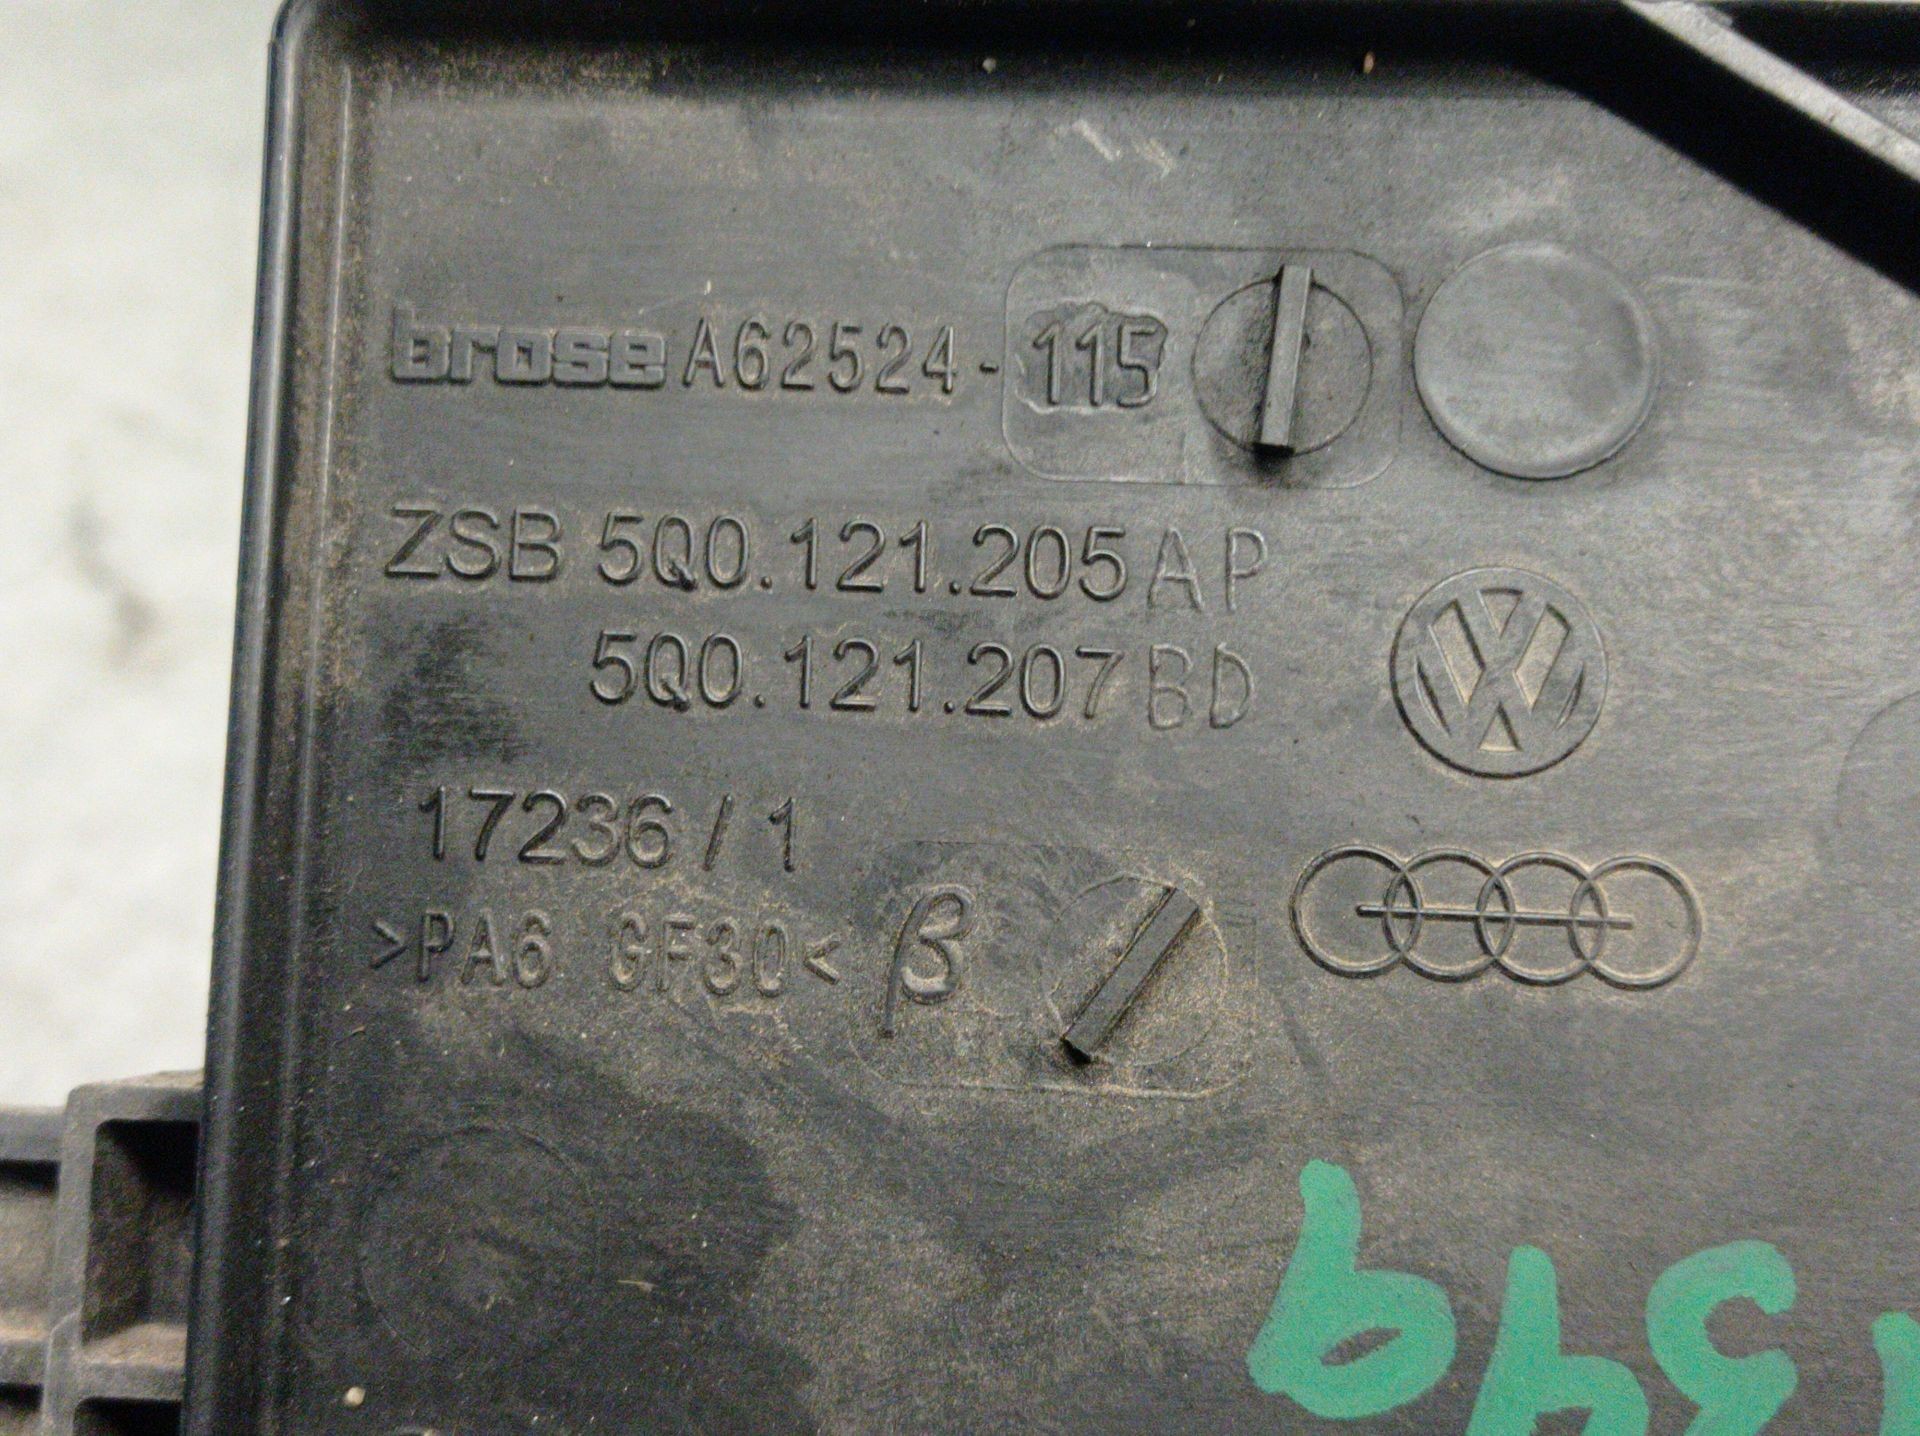 brose A62524-115
ZSB 5Q0.121.205 AP
5Q0.121.207 BD
17236 / 1
>PA6 GF30< β